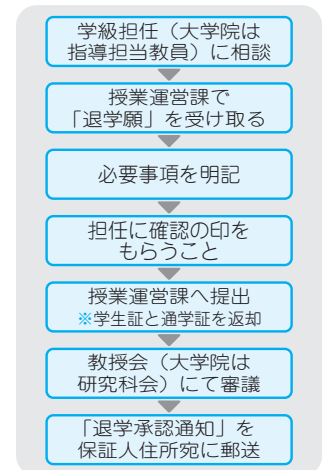 学級担任（大学院は
指導担当教員）に相談
授業運営課で
「退学願」を受け取る
必要事項を明記
担任に確認の印を
もらうこと
授業運営課へ提出
※学生証と通学証を返却
教授会（大学院は
研究科会）にて審議
「退学承認通知」を
保証人住所宛に郵送